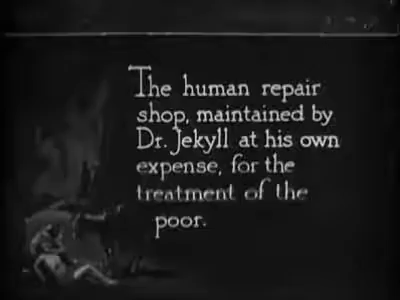 The human repair
shop, maintained by
Dr. Jekyll at his own
expense, for the
treatment of the
poor.